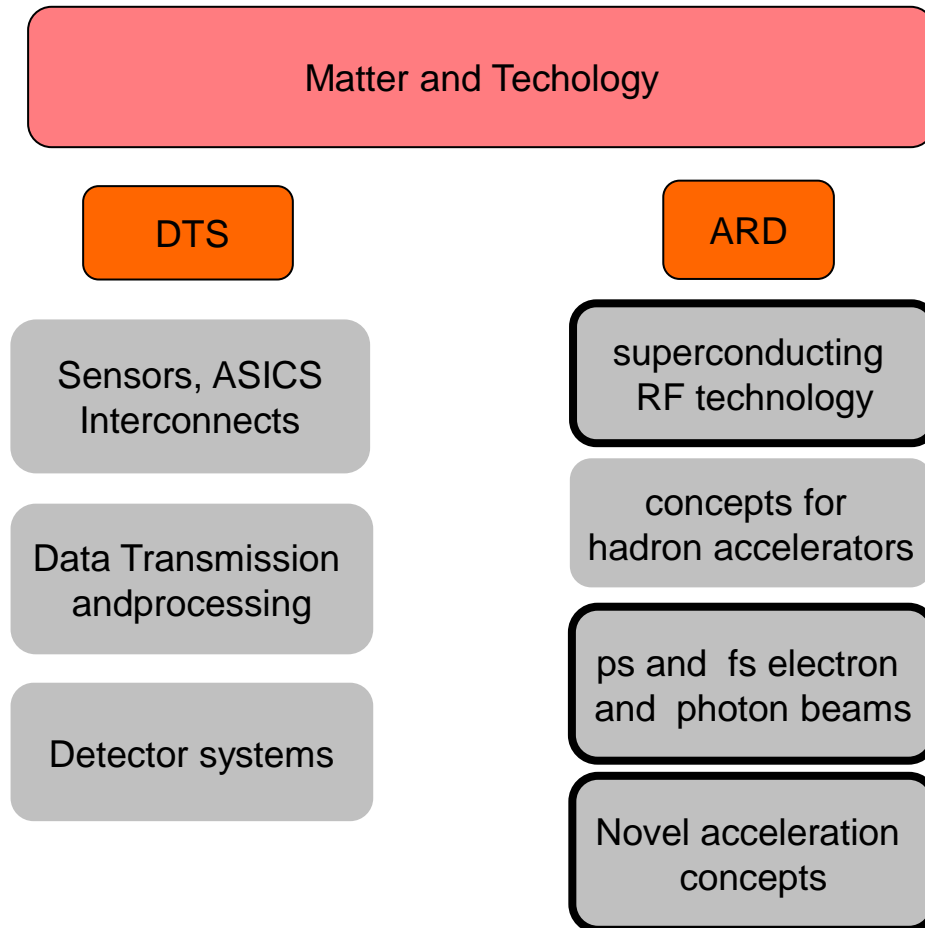 Matter and Techology
DTS
Sensors, ASICS
Interconnects
Data Transmission
andprocessing
Detector systems
ARD
superconducting
RF technology
concepts for
hadron accelerators
ps and fs electron
and photon beams
Novel acceleration
concepts